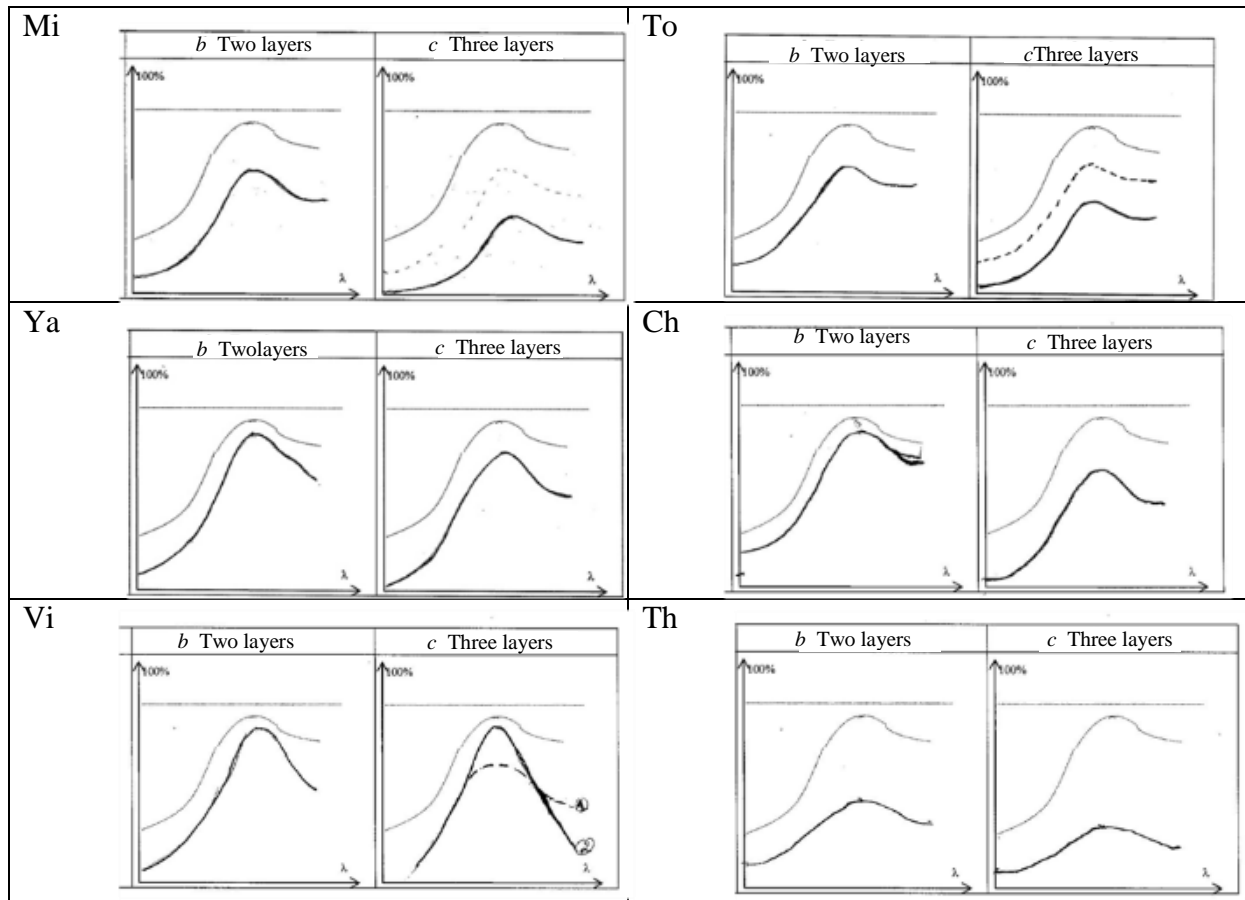 Mi
b Two layers
c Three layers
100%
100%
λ
λ
To
b Two layers
cThree layers
100%
100%
λ
λ
Ya
b Twolayers
c Three layers
100%
100%
λ
λ
Ch
b Two layers
c Three layers
100%
100%
λ
λ
Vi
b Two layers
c Three layers
100%
100%
λ
2
λ
Th
b Two layers
c Three layers
100%
100%
λ
λ